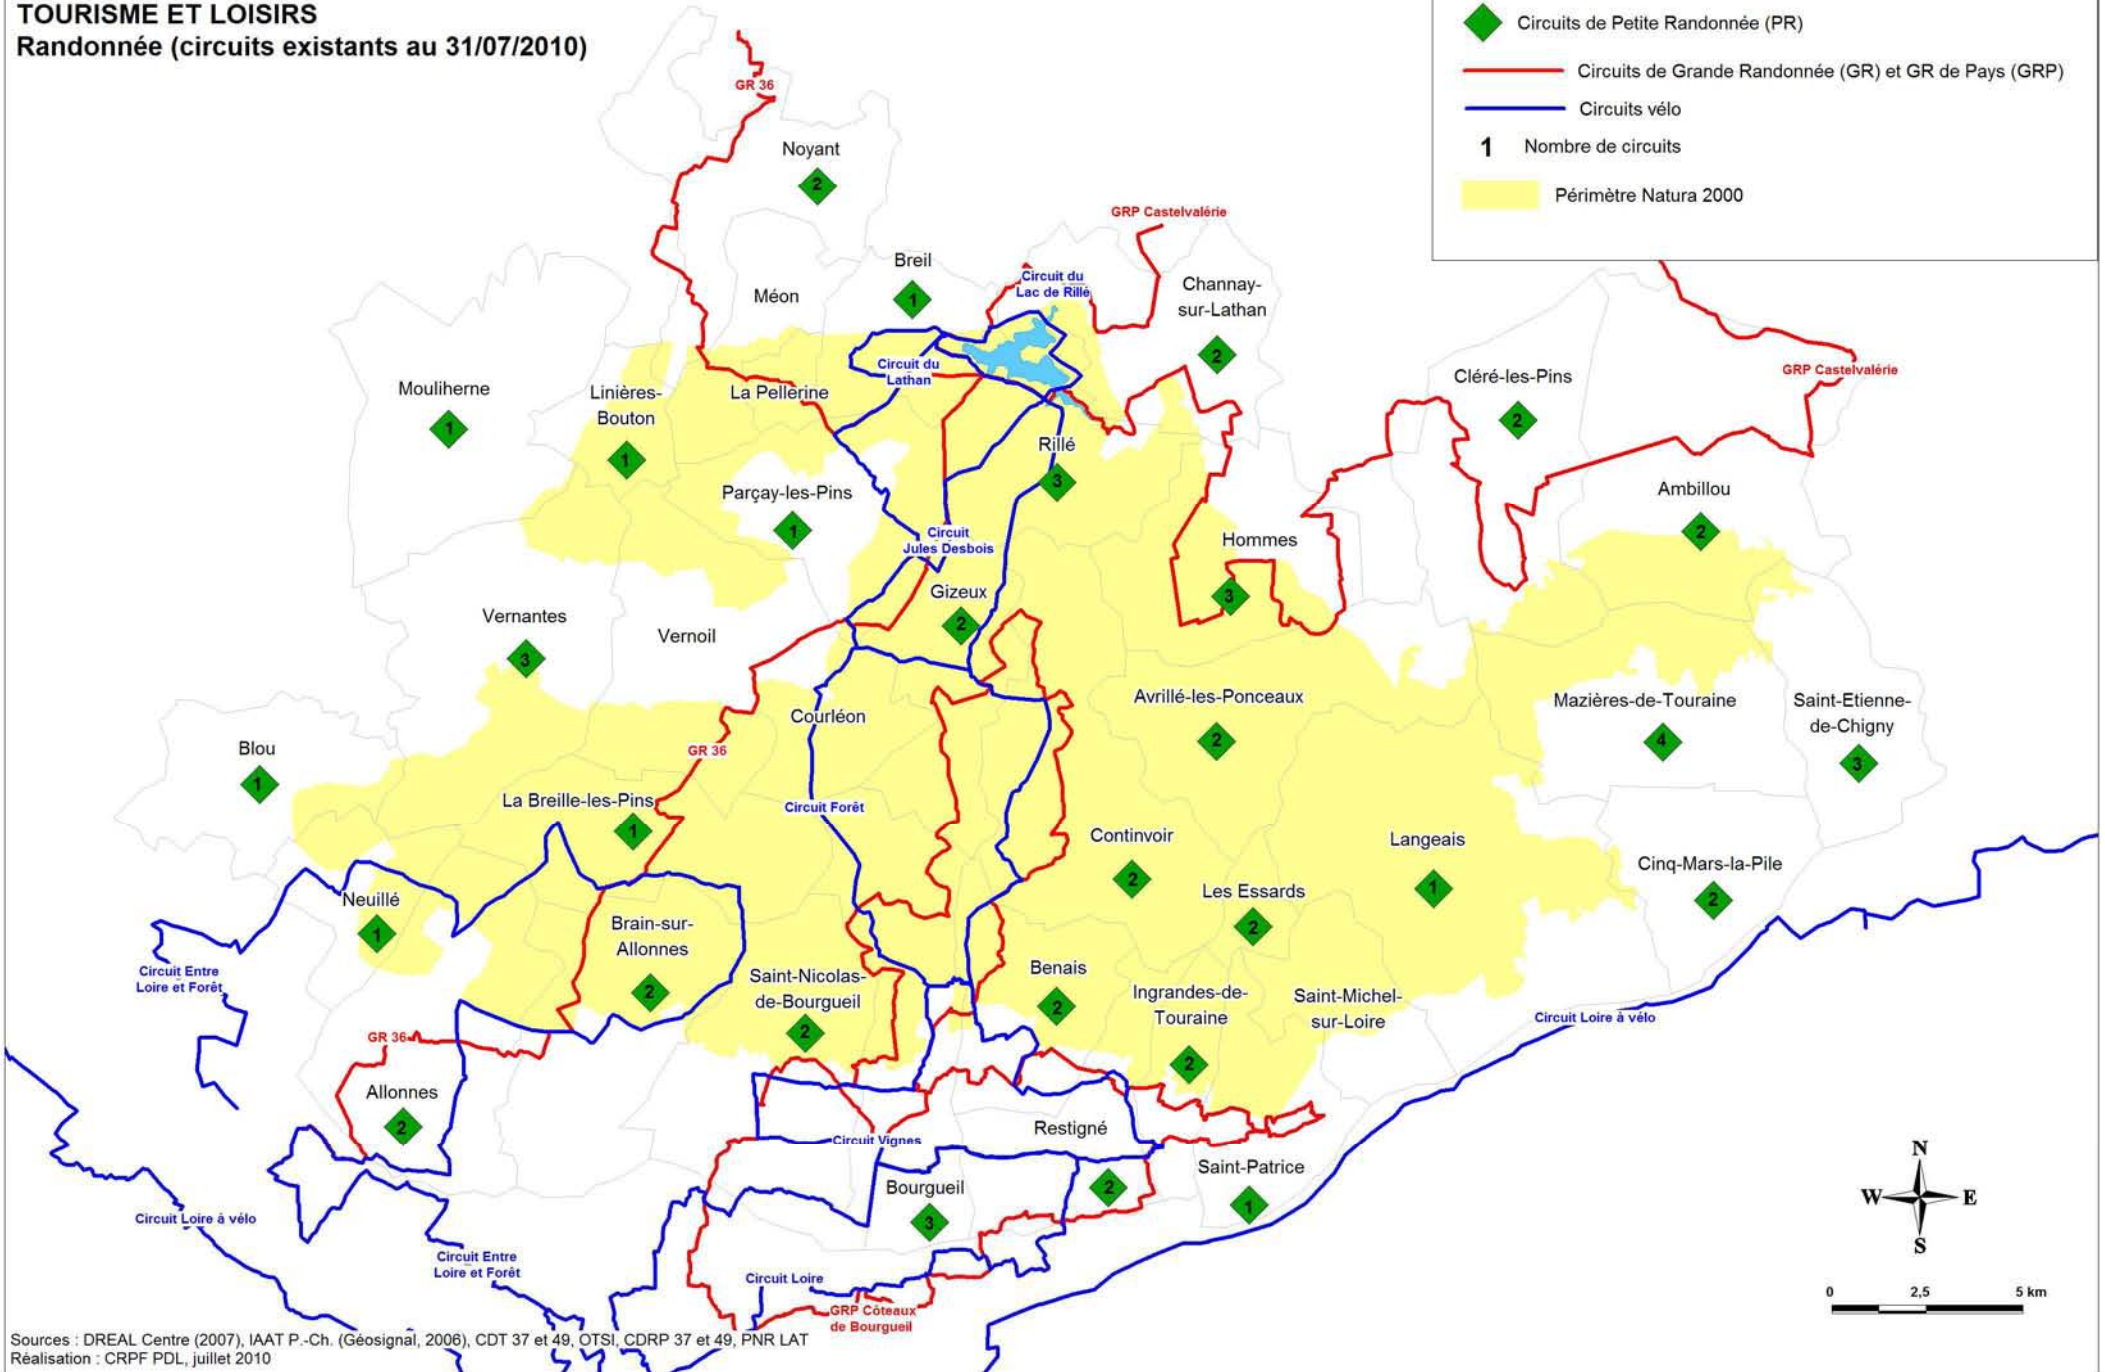 TOURISME ET LOISIRS
Randonnée (circuits existants au 31/07/2010)
Circuits de Petite Randonnée (PR)
Circuits de Grande Randonnée (GR) et GR de Pays (GRP)
Circuits vélo
1 Nombre de circuits
Périmètre Natura 2000
GR 36
Noyant
2
GRP Castelvalérie
Breil
1
Circuit du
Lac de Rillé
Channay-
sur-Lathan
2
Méon
Circuit du
Lathan
Mouliherne
1
Linières-
Bouton
1
La Pellerine
Cléré-les-Pins
2
GRP Castelvalérie
Rillé
3
Parçay-les-Pins
1
Ambillou
2
Circuit
Jules Desbois
Hommes
3
Gizeux
2
Vernantes
3
Vernoil
Avrillé-les-Ponceaux
2
Mazières-de-Touraine
4
Saint-Etienne-
de-Chigny
3
Courléon
Blou
1
GR 36
La Breille-les-Pins
1
Circuit Forêt
Continvoir
2
Langeais
1
Cinq-Mars-la-Pile
2
Les Essards
2
Neuillé
1
Brain-sur-
Allonnes
2
Circuit Entre
Loire et Forêt
Saint-Nicolas-
de-Bourgueil
2
Benais
2
Ingrandes-de-
Touraine
2
Saint-Michel-
sur-Loire
Circuit Loire à vélo
GR 36
Allonnes
2
Circuit Vignes
Restigné
2
Saint-Patrice
1
Bourgueil
3
Circuit Loire à vélo
Circuit Entre
Loire et Forêt
Circuit Loire
GRP Côteaux
de Bourgueil
N
W E
S
0 2,5 5 km
Sources : DREAL Centre (2007), IAAT P.-Ch. (Géosignal, 2006), CDT 37 et 49, OTSI, CDRP 37 et 49, PNR LAT
Réalisation : CRPF PDL, juillet 2010